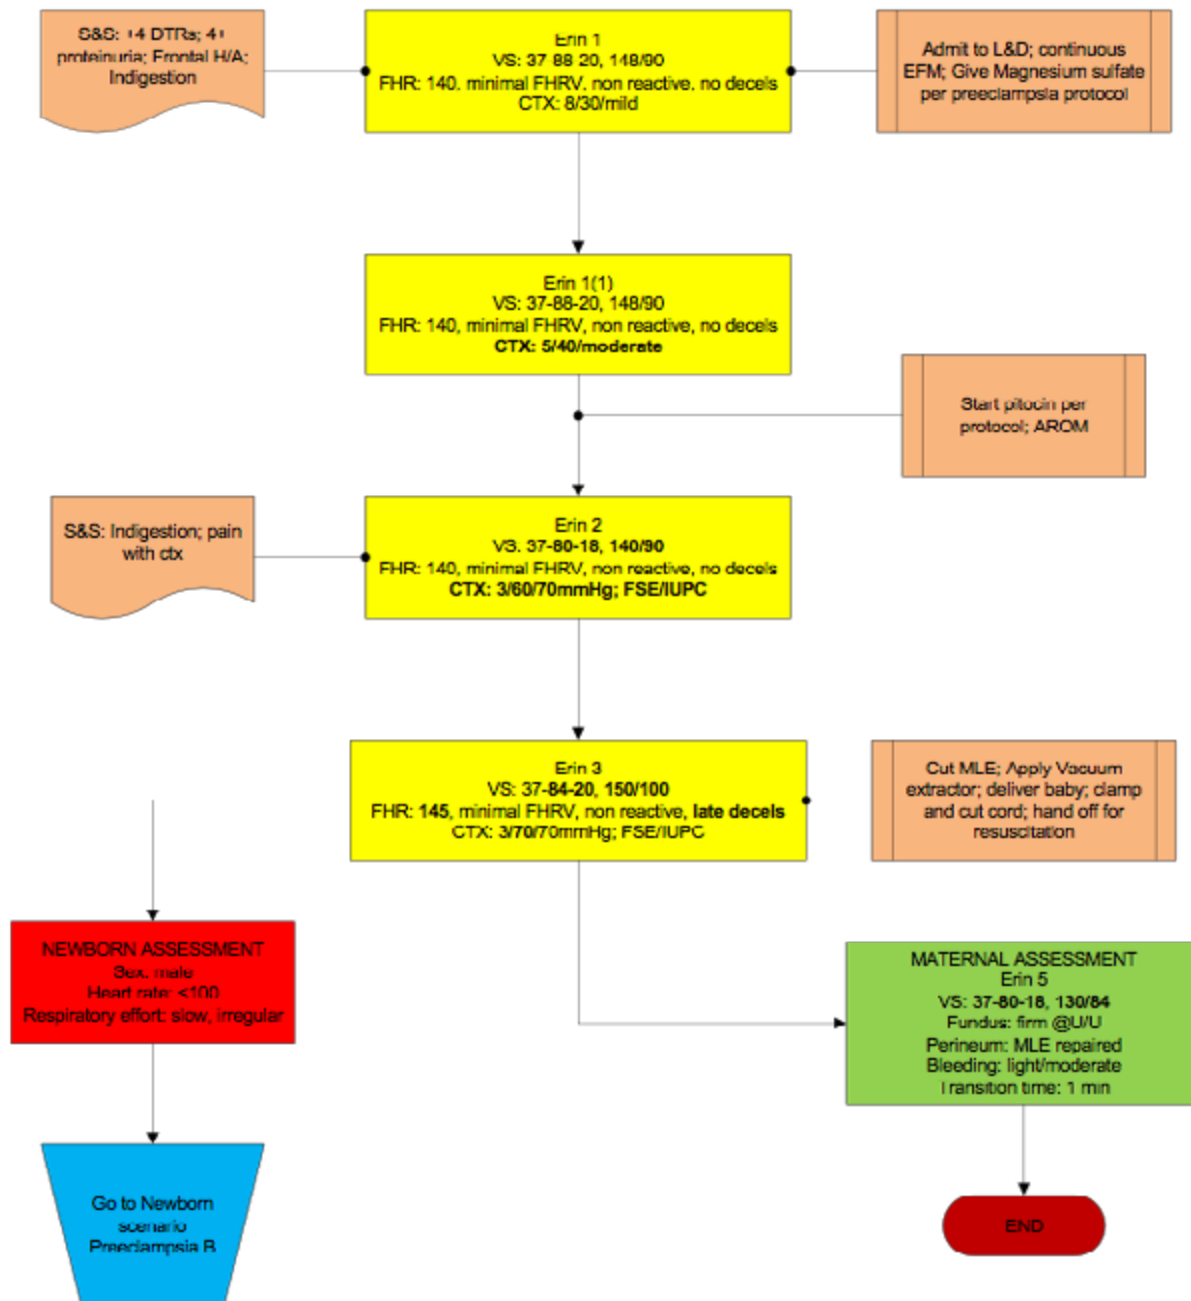 S&S: +4 DTRs; 4+
proteinuria; Frontal H/A;
Indigestion
Erin 1
VS: 37-88-20, 148/90
FHR: 140, minimal FHRV, non reactive, no decels
CTX: 8/30/mild
Admit to L&D; continuous
EFM; Give Magnesium sulfate
per preeclampsia protocol
Erin 1(1)
VS: 37-88-20, 148/90
FHR: 140, minimal FHRV, non reactive, no decels
CTX: 5/40/moderate
Start pitocin per
protocol; AROM
S&S: Indigestion; pain
with ctx
Erin 2
VS: 37-80-18, 140/90
FHR: 140, minimal FHRV, non reactive, no decels
CTX: 3/60/70mmHg; FSE/IUPC
Erin 3
VS: 37-84-20, 150/100
FHR: 145, minimal FHRV, non reactive, late decels
CTX: 3/70/70mmHg; FSE/IUPC
Cut MLE; Apply Vacuum
extractor; deliver baby; clamp
and cut cord; hand off for
resuscitation
NEWBORN ASSESSMENT
Sex: male
Heart rate: <100
Respiratory effort: slow, irregular
MATERNAL ASSESSMENT
Erin 5
VS: 37-80-18, 130/84
Fundus: firm @U/U
Perineum: MLE repaired
Bleeding: light/moderate
Transition time: 1 min
Go to Newborn
scenario
Preeclampsia B
END